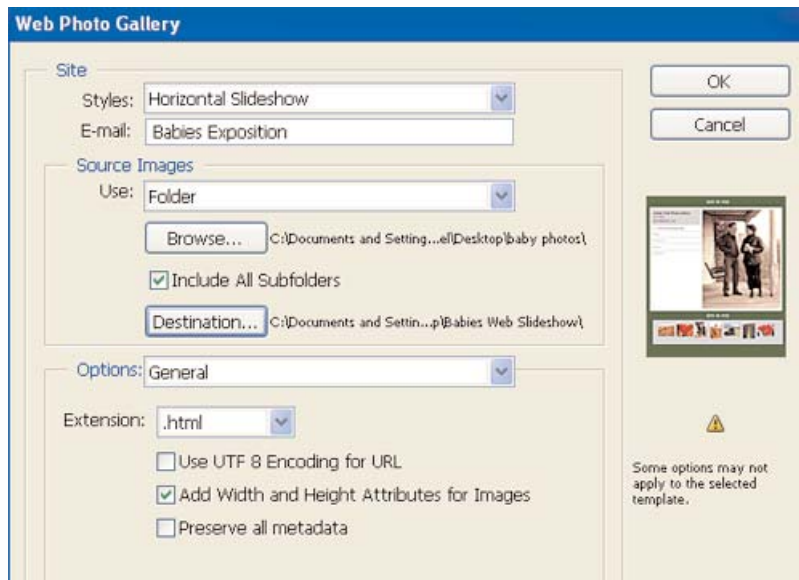 Web Photo Gallery
Site
Styles: Horizontal Slideshow
E-mail: Babies Exposition
Source Images
Use: Folder
Browse... C:\Documents and Setting...el\Desktop\baby photos\
Include All Subfolders
Destination... C:\Documents and Settin...p\Babies Web Slideshow\
Options: General
Extension: .html
Use UTF 8 Encoding for URL
Add Width and Height Attributes for Images
Preserve all metadata
OK
Cancel
Some options may not
apply to the selected
template.